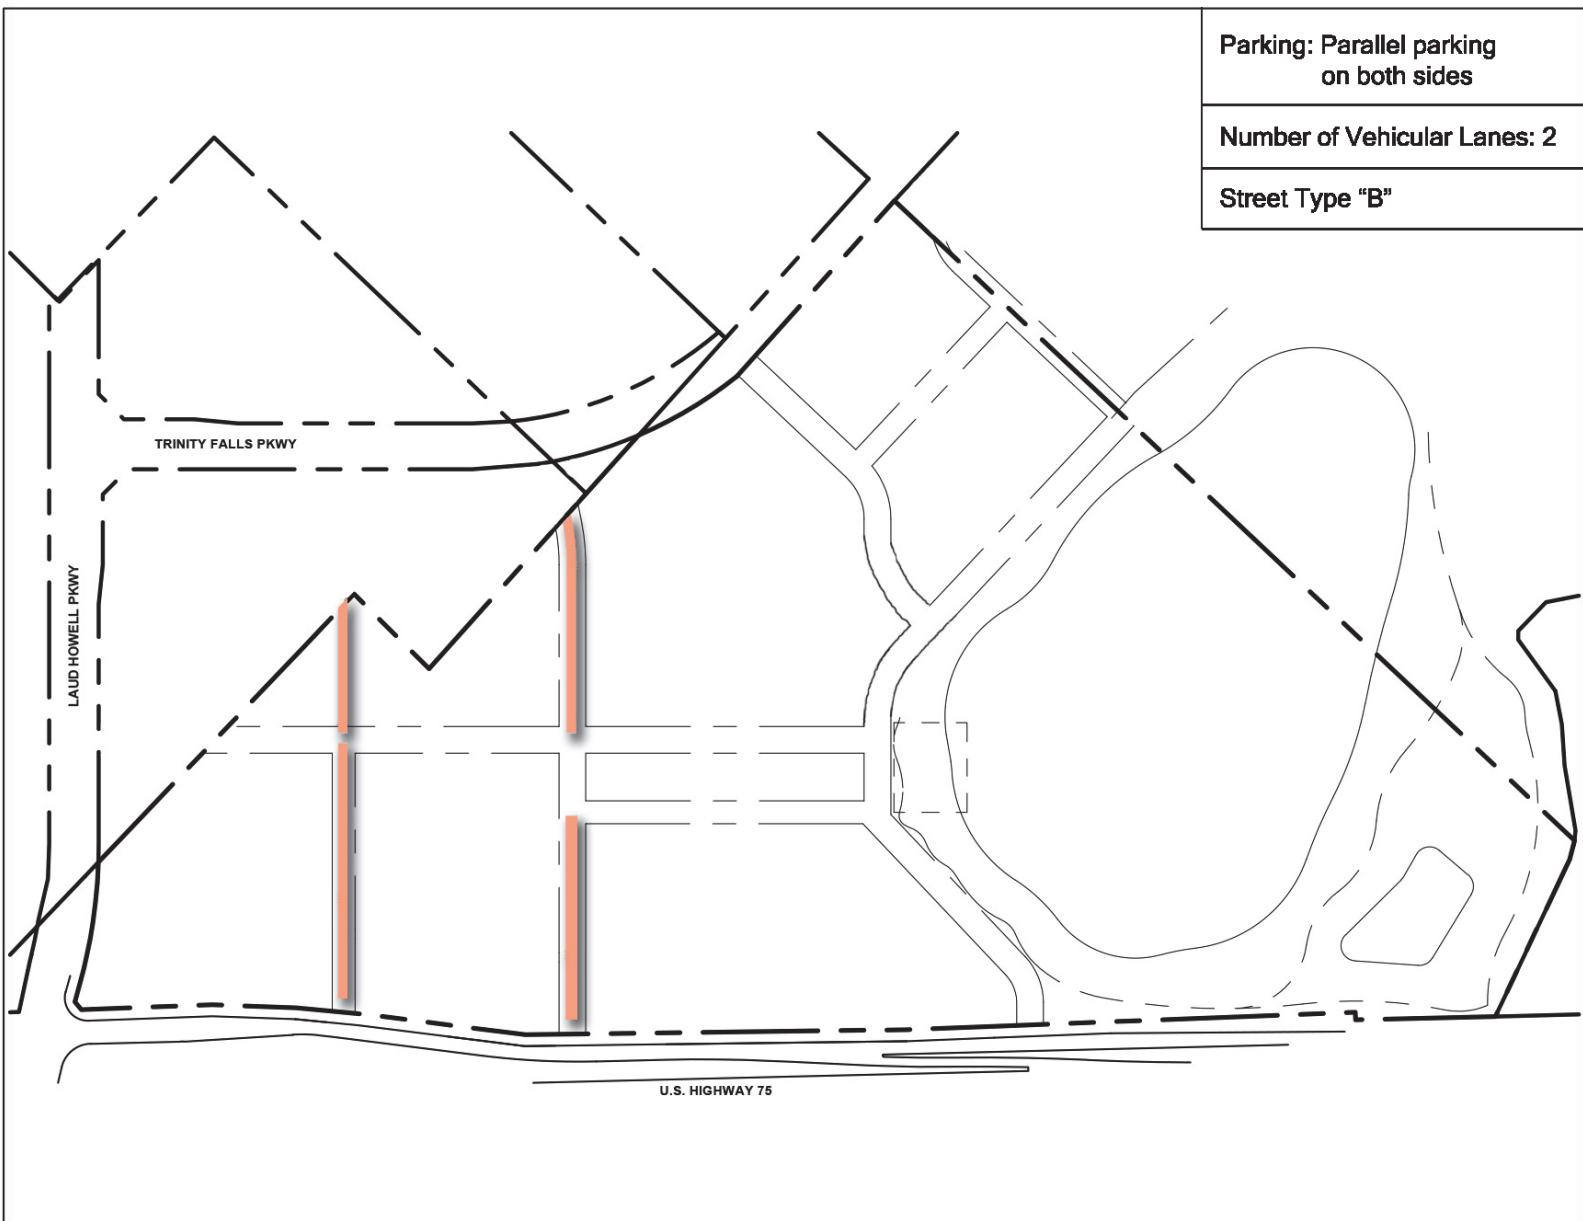 Parking: Parallel parking
on both sides
Number of Vehicular Lanes: 2
Street Type “B”
TRINITY FALLS PKWY
LAUD HOWELL PKWY
U.S. HIGHWAY 75